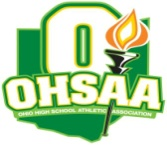 O
OHSAA
OHIO HIGH SCHOOL ATHLETIC ASSOCIATION